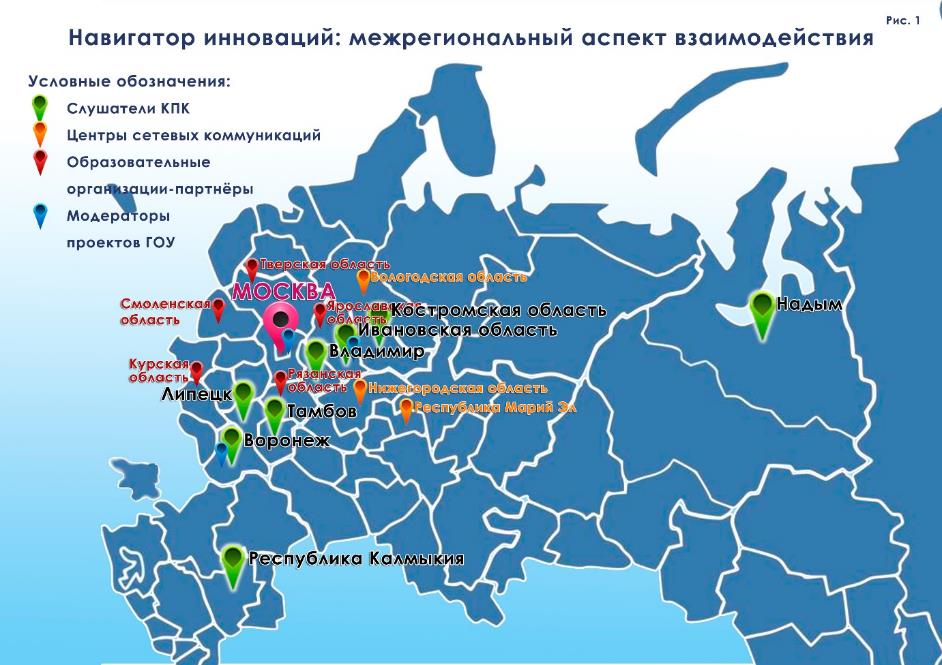 Рис. 1
Навигатор инноваций: межрегиональный аспект взаимодействия
Условные обозначения:
Слушатели КПК
Центры сетевых коммуникаций
Образовательные
организации-партнёры
Модераторы
проектов ГОУ
Тверская область
Вологодская область
МОСКВА
Смоленская
область
Ярославская
область
Костромская область
Ивановская область
Надым
Владимир
Курская
область
Рязанская
область
Нижегородская область
Липецк
Тамбов
Республика Марий Эл
Воронеж
Республика Калмыкия